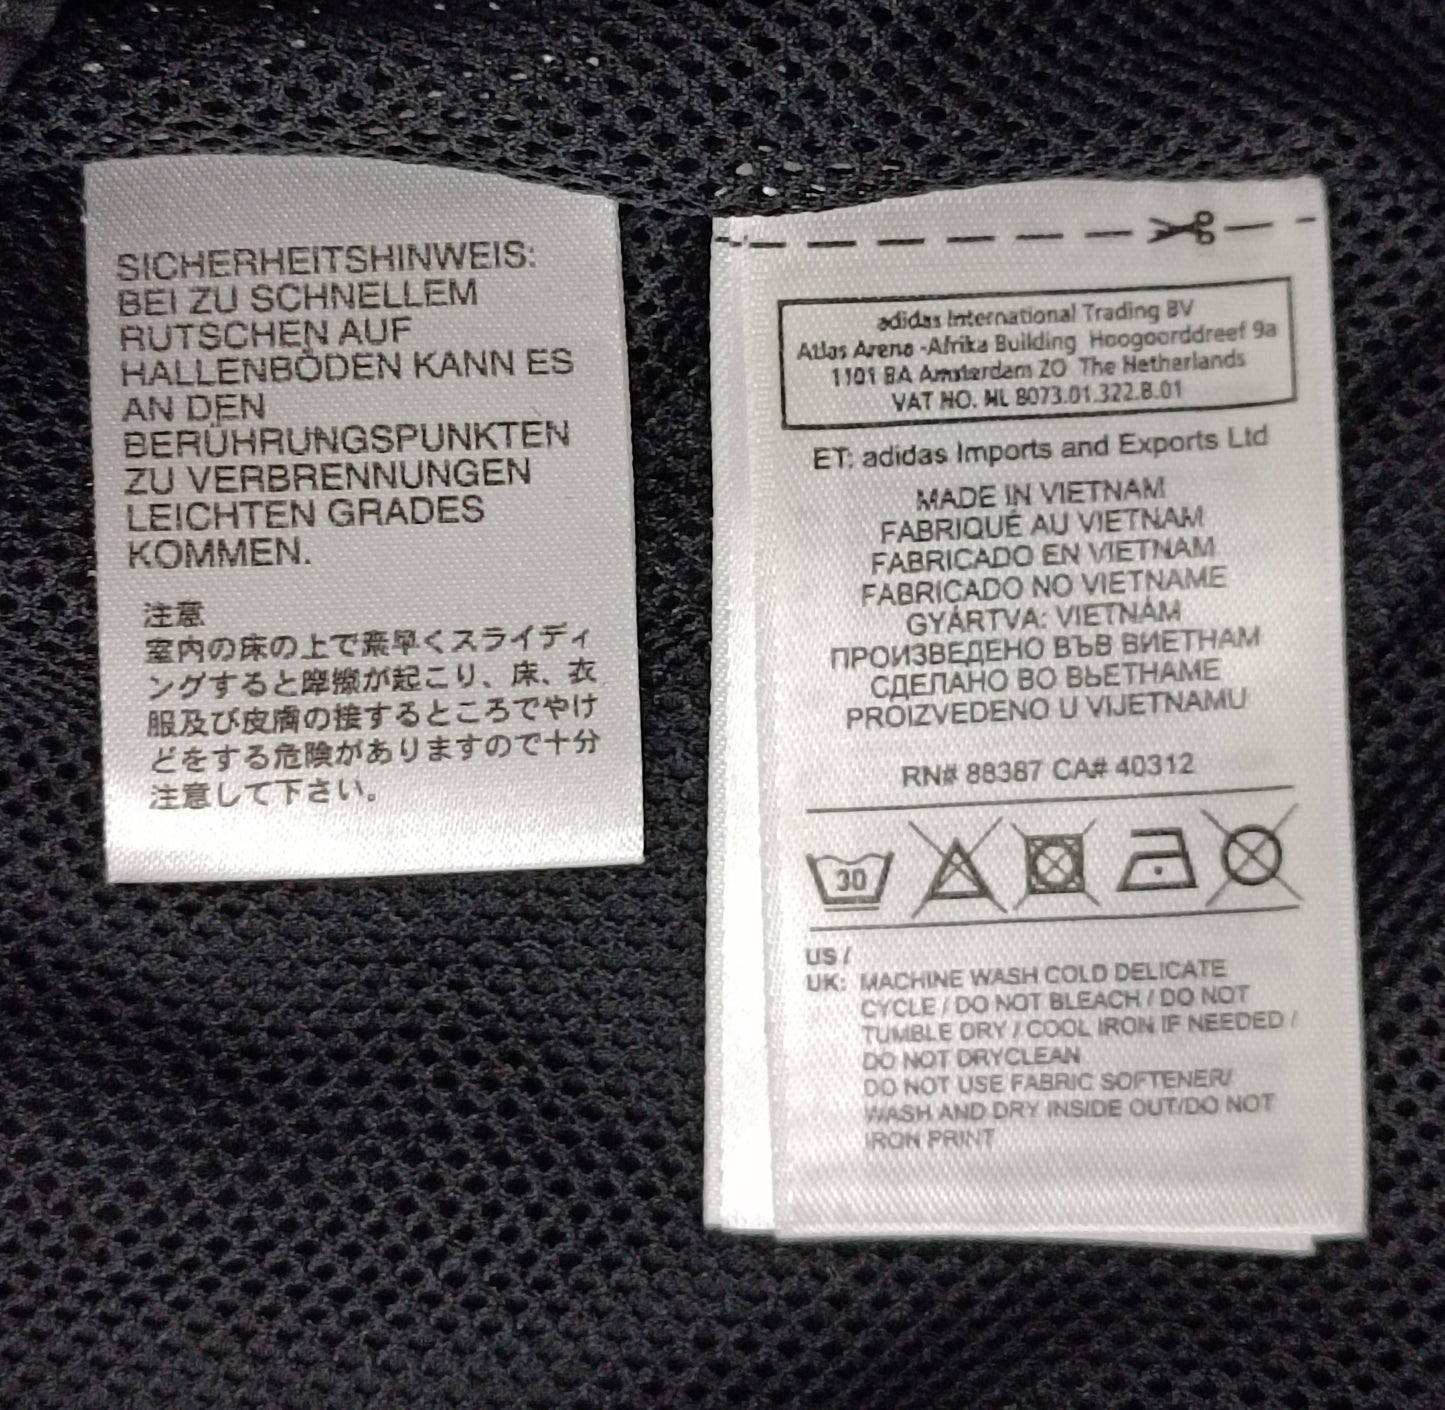 SICHERHEITSHINWEIS:
BEI ZU SCHNELLEM
RUTSCHEN AUF
HALLENBÖDEN KANN ES
AN DEN
BERÜHRUNGSPUNKTEN
ZU VERBRENNUNGEN
LEICHTEN GRADES
KOMMEN.
注意
室内の床の上で素早くスライディ
ングすると摩擦が起こり、床、衣
服及び皮膚の接するところでやけ
どをする危険がありますので十分
注意して下さい。
adidas International Trading BV
Atlas Arena -Afrika Building Hoogoorddreef 9a
1101 BA Amsterdam ZO The Netherlands
VAT NO. NL 8073.01.322.B.01
ET: adidas Imports and Exports Ltd
MADE IN VIETNAM
FABRIQUÉ AU VIETNAM
FABRICADO EN VIETNAM
FABRICADO NO VIETNAME
GYÁRTVA: VIETNÁM
ПРОИЗВЕДЕНО ВЪВ ВИЕТНАМ
СДЕЛАНО ВО ВЬЕТНАМЕ
PROIZVEDENO U VIJETNAMU
RN# 88387 CA# 40312
30
US /
UK: MACHINE WASH COLD DELICATE
CYCLE / DO NOT BLEACH / DO NOT
TUMBLE DRY / COOL IRON IF NEEDED /
DO NOT DRYCLEAN
DO NOT USE FABRIC SOFTENER/
WASH AND DRY INSIDE OUT/DO NOT
IRON PRINT